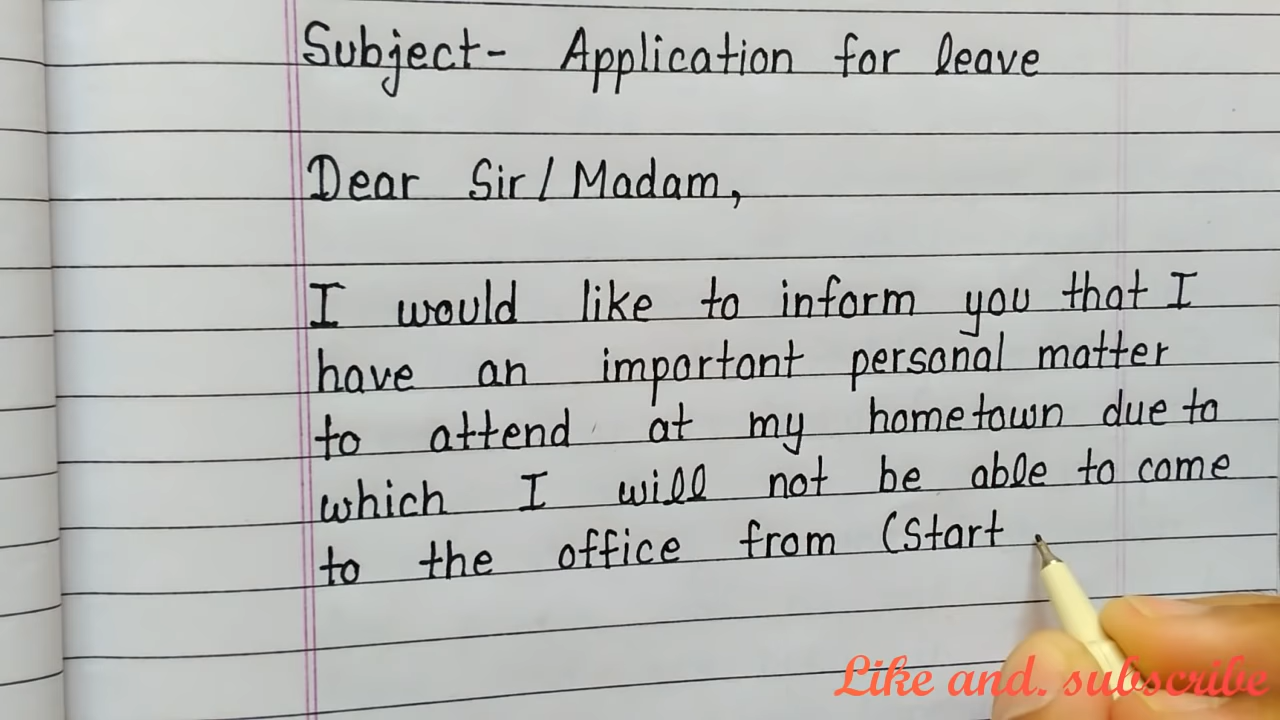 Subject- Application for leave
Dear Sir/Madam,
I would like to inform you that I
have an important personal matter
to attend at my hometown due to
which I will not be able to come
to the office from (Start
Like and. subscribe